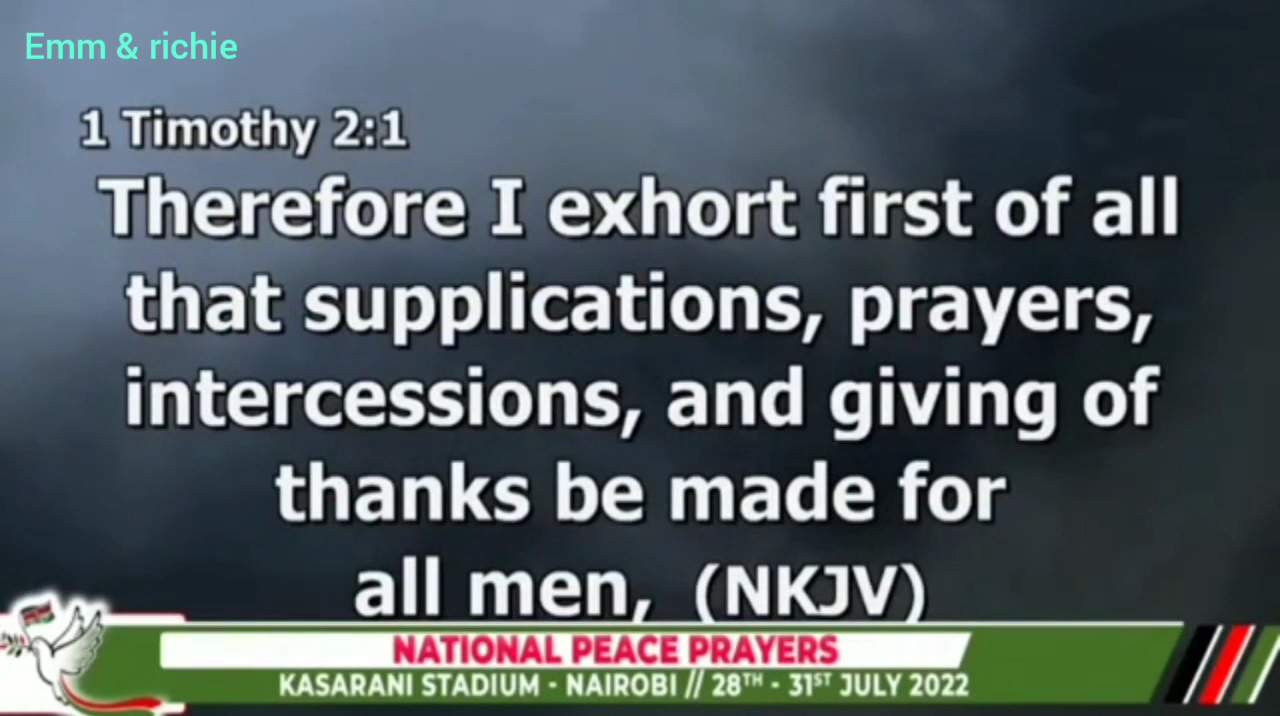 Emm & richie
1 Timothy 2:1
Therefore I exhort first of all
that supplications, prayers,
intercessions, and giving of
thanks be made for
all men, (NKJV)
NATIONAL PEACE PRAYERS
KASARANI STADIUM - NAIROBI // 28TH - 31ST JULY 2022